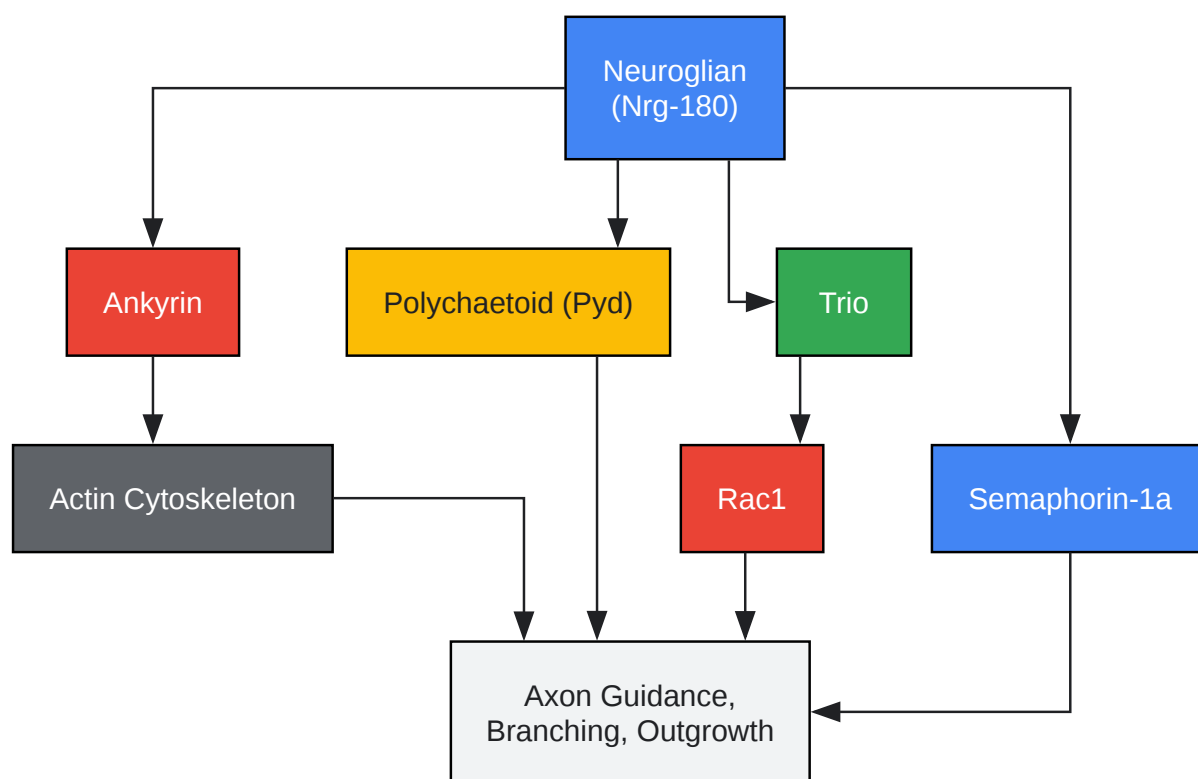 Neuroglian
(Nrg-180)
Ankyrin
Polychaetoid (Pyd)
Trio
Actin Cytoskeleton
Rac1
Semaphorin-1a
Axon Guidance,
Branching, Outgrowth